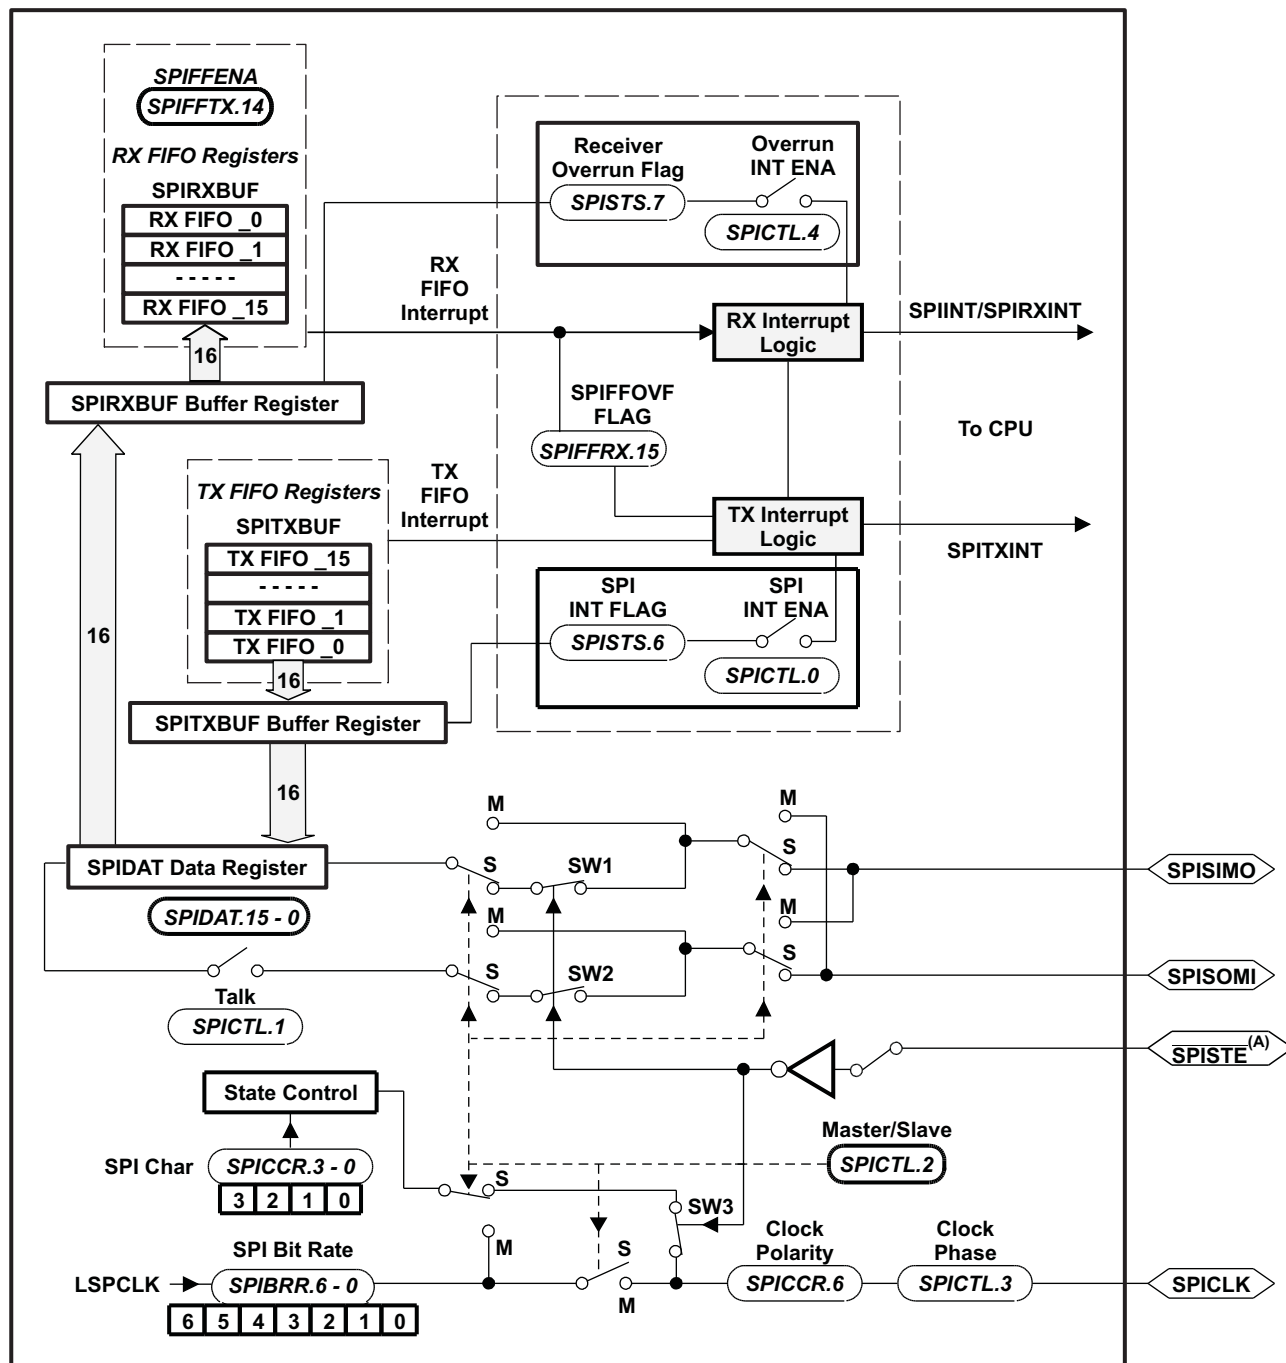 SPIFFENA
SPIFFTX.14
RX FIFO Registers
SPIRXBUF
RX FIFO _0
RX FIFO _1
- - - - -
RX FIFO _15
16
SPIRXBUF Buffer Register
Receiver
Overrun Flag
SPISTS.7
Overrun
INT ENA
SPICTL.4
RX
FIFO
Interrupt
RX Interrupt
Logic
SPIINT/SPIRXINT
SPIFFOVF
FLAG
SPIFFRX.15
To CPU
TX FIFO Registers
SPITXBUF
TX FIFO _15
- - - - -
TX FIFO _1
TX FIFO _0
16
TX
FIFO
Interrupt
TX Interrupt
Logic
SPITXINT
SPI
INT FLAG
SPISTS.6
SPI
INT ENA
SPICTL.0
16
SPITXBUF Buffer Register
16
SPIDAT Data Register
SPIDAT.15 - 0
M
S
SW1
M
S
SPISIMO
M
S
SW2
M
S
SPISOMI
Talk
SPICTL.1
SPISTE(A)
State Control
Master/Slave
SPICTL.2
SPI Char
SPICCR.3 - 0
3 2 1 0
S
M
SW3
SPI Bit Rate
LSPCLK
SPIBRR.6 - 0
6 5 4 3 2 1 0
S
M
Clock
Polarity
SPICCR.6
Clock
Phase
SPICTL.3
SPICLK